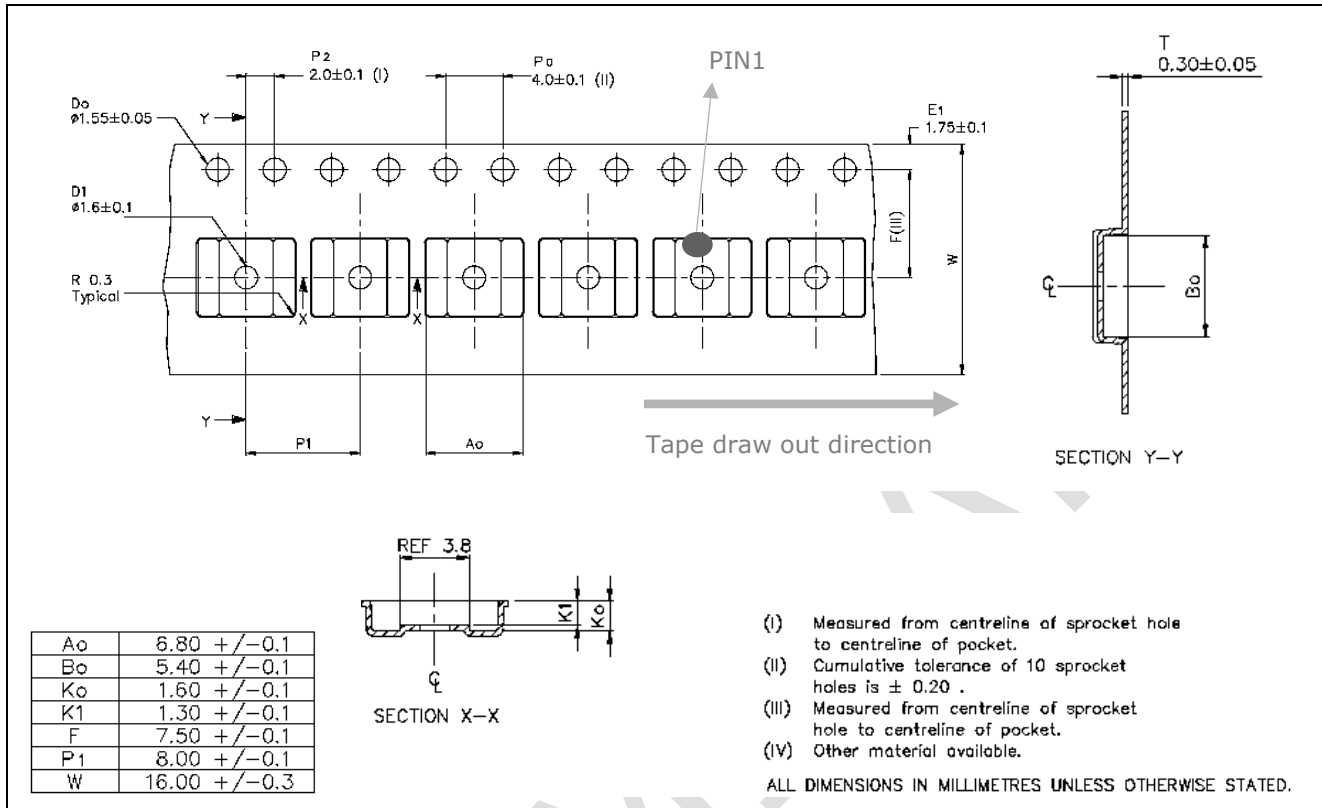 P2
2.0±0.1 (I)
Po
4.0±0.1 (II)
PIN1
T
0.30±0.05
Do
ø1.55±0.05
Y
E1
1.75±0.1
D1
ø1.6±0.1
F(III)
W
R 0.3
Typical
X
X
℄
Bo
Y
P1
Ao
Tape draw out direction
SECTION Y-Y
REF 3.8
K1
Ko
℄
SECTION X-X
Ao 6.80 +/-0.1
Bo 5.40 +/-0.1
Ko 1.60 +/-0.1
K1 1.30 +/-0.1
F 7.50 +/-0.1
P1 8.00 +/-0.1
W 16.00 +/-0.3
(I) Measured from centreline of sprocket hole
to centreline of pocket.
(II) Cumulative tolerance of 10 sprocket
holes is ± 0.20 .
(III) Measured from centreline of sprocket
hole to centreline of pocket.
(IV) Other material available.
ALL DIMENSIONS IN MILLIMETRES UNLESS OTHERWISE STATED.